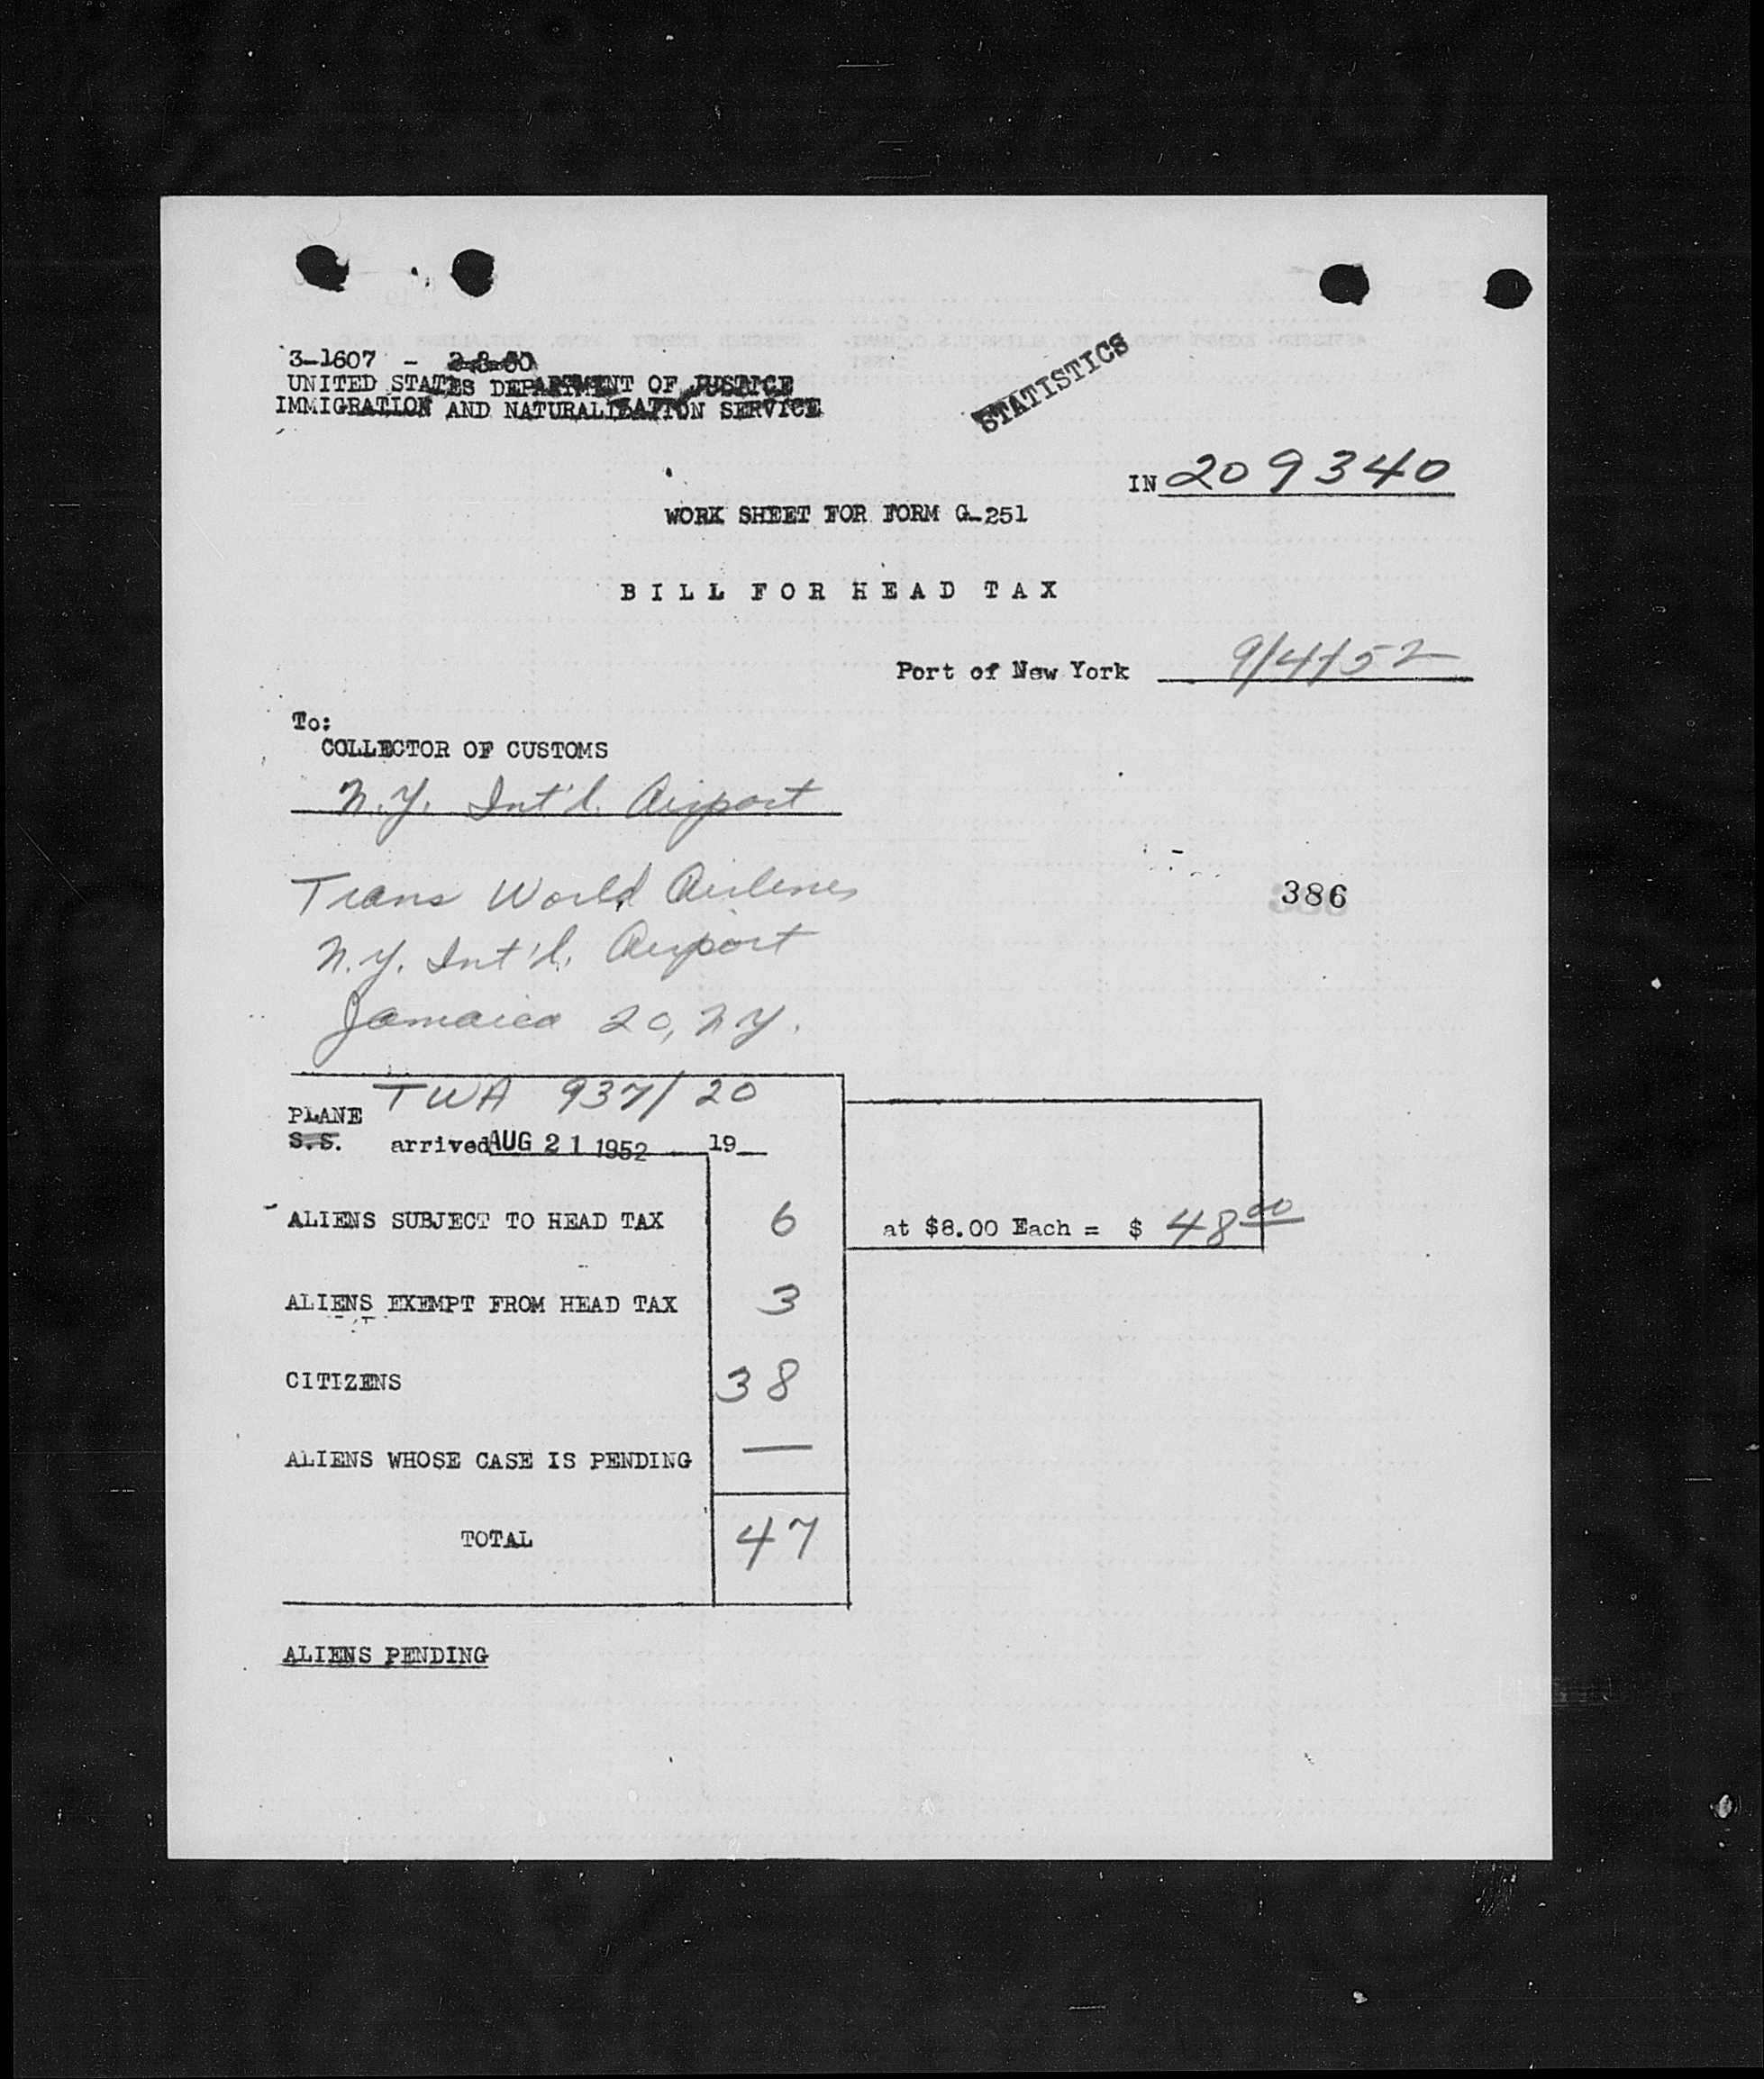 3-1607 - 2-8-50
UNITED STATES DEPARTMENT OF JUSTICE
IMMIGRATION AND NATURALIZATION SERVICE
STATISTICS
IN 209340
WORK SHEET FOR FORM G-251
BILL FOR HEAD TAX
Port of New York 9/4/52
To:
COLLECTOR OF CUSTOMS
N.Y. Int'l. Airport
Trans World Airlines
386
N.Y. Int'l. Airport
Jamaica 20, N.Y.
TWA 937/20
PLANE
S.S. arrived AUG 21 1952 19
ALIENS SUBJECT TO HEAD TAX 6 at $8.00 Each = $ 48 00
ALIENS EXEMPT FROM HEAD TAX 3
CITIZENS 38
ALIENS WHOSE CASE IS PENDING —
TOTAL 47
ALIENS PENDING